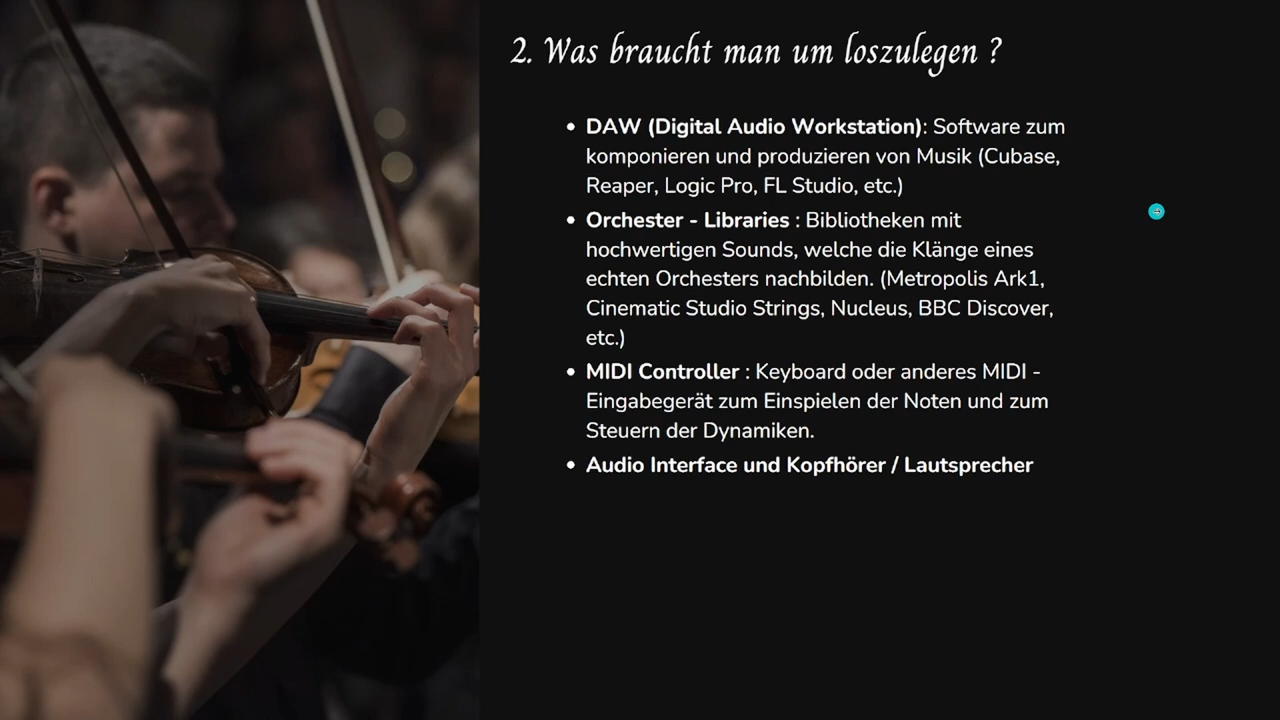 2. Was braucht man um loszulegen ?
• DAW (Digital Audio Workstation): Software zum
komponieren und produzieren von Musik (Cubase,
Reaper, Logic Pro, FL Studio, etc.)
• Orchester - Libraries : Bibliotheken mit
hochwertigen Sounds, welche die Klänge eines
echten Orchesters nachbilden. (Metropolis Ark1,
Cinematic Studio Strings, Nucleus, BBC Discover,
etc.)
• MIDI Controller : Keyboard oder anderes MIDI -
Eingabegerät zum Einspielen der Noten und zum
Steuern der Dynamiken.
• Audio Interface und Kopfhörer / Lautsprecher